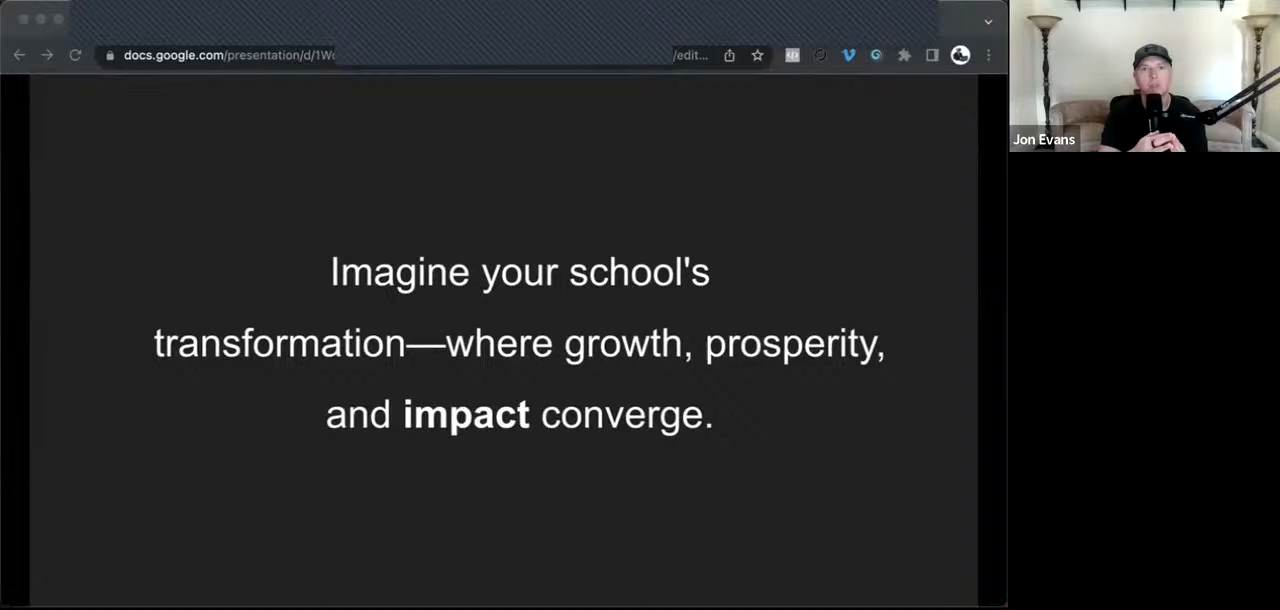 docs.google.com/presentation/d/1W
/edit...
Jon Evans
Imagine your school's
transformation—where growth, prosperity,
and impact converge.